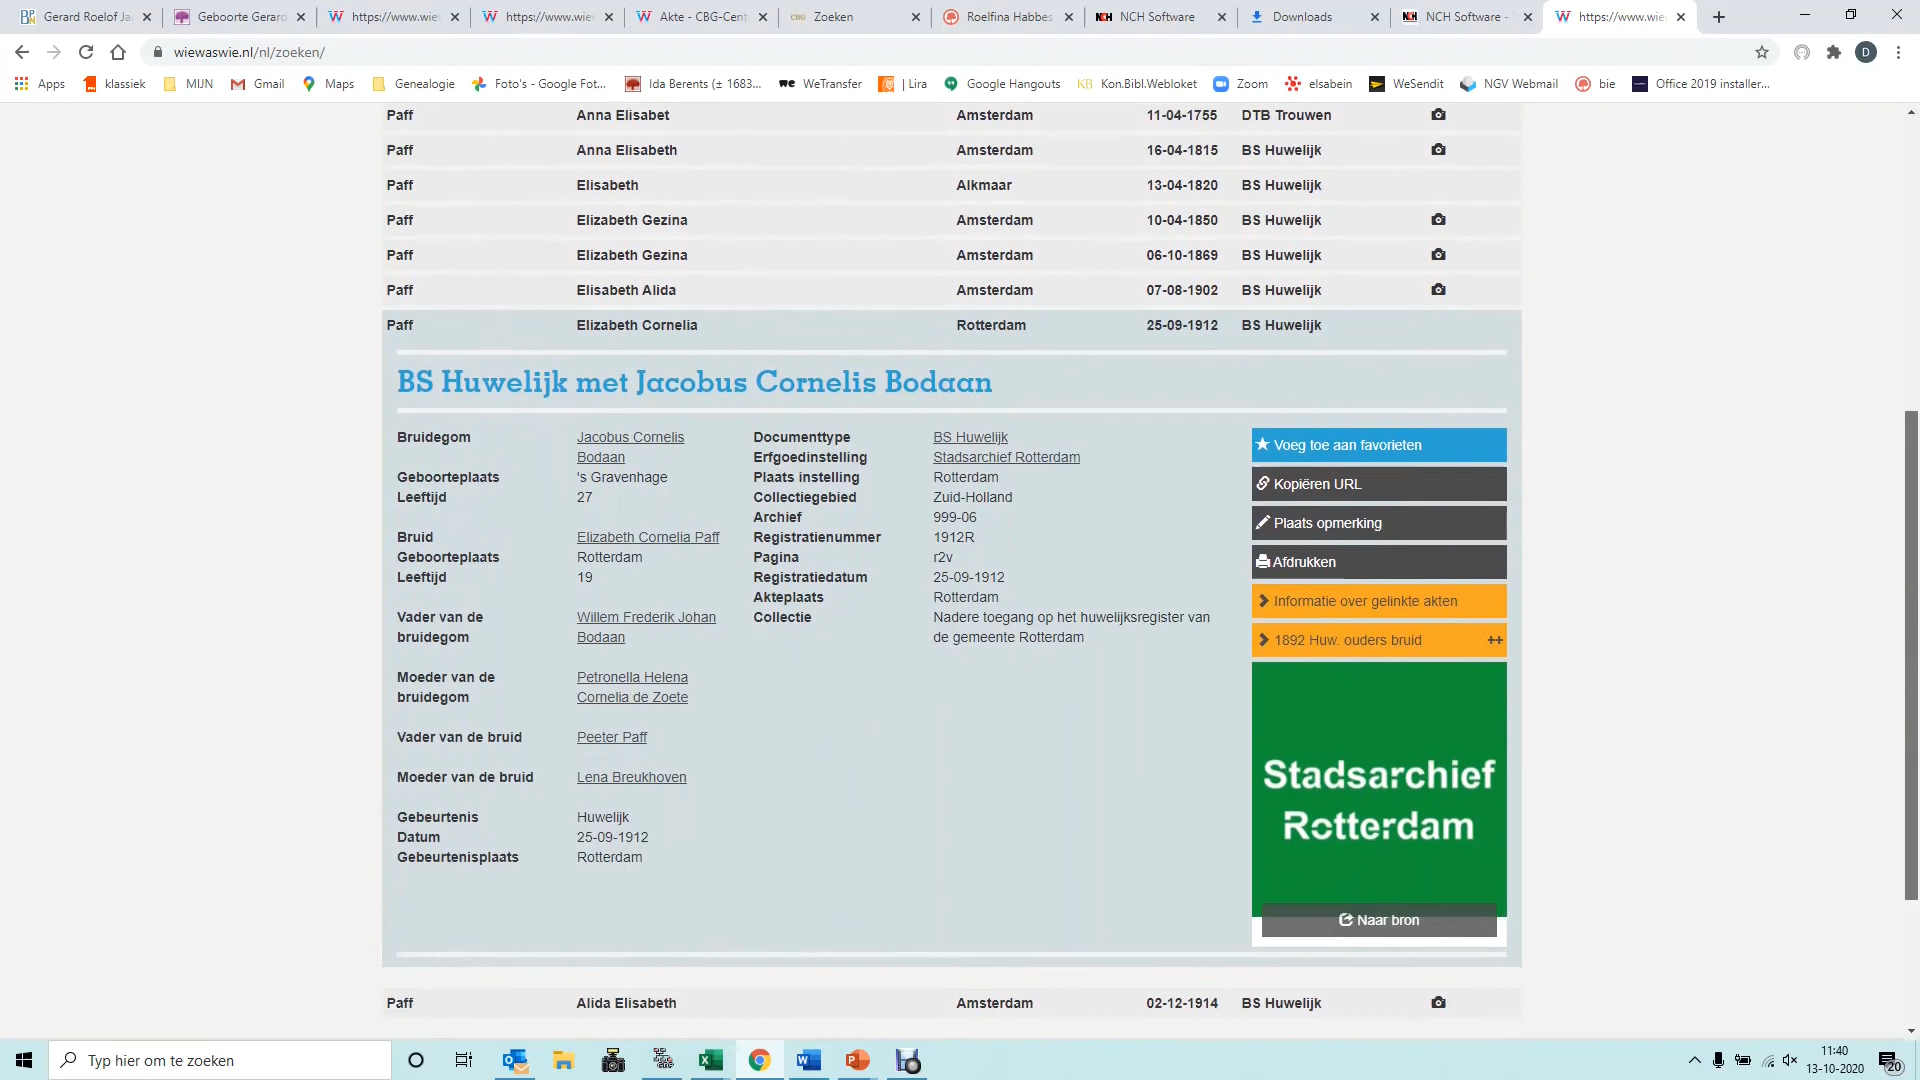 Gerard Roelof Ja
Geboorte Gerard
https://www.wie
https://www.wie
Akte - CBG-Cent
Zoeken
Roelfina Habbes
NCH Software
Downloads
NCH Software -
https://www.wie
wiewaswie.nl/nl/zoeken/
D
Apps
klassiek
MIJN
Gmail
Maps
Genealogie
Foto's - Google Fot...
Ida Berents (± 1683...
WeTransfer
| Lira
Google Hangouts
KB Kon.Bibl.Webloket
Zoom
elsabein
WeSendit
NGV Webmail
bie
Office 2019 installer...
Paff Anna Elisabet Amsterdam 11-04-1755 DTB Trouwen
Paff Anna Elisabeth Amsterdam 16-04-1815 BS Huwelijk
Paff Elisabeth Alkmaar 13-04-1820 BS Huwelijk
Paff Elizabeth Gezina Amsterdam 10-04-1850 BS Huwelijk
Paff Elizabeth Gezina Amsterdam 06-10-1869 BS Huwelijk
Paff Elisabeth Alida Amsterdam 07-08-1902 BS Huwelijk
Paff Elizabeth Cornelia Rotterdam 25-09-1912 BS Huwelijk
BS Huwelijk met Jacobus Cornelis Bodaan
Bruidegom Jacobus Cornelis
Bodaan
Geboorteplaats 's Gravenhage
Leeftijd 27
Bruid Elizabeth Cornelia Paff
Geboorteplaats Rotterdam
Leeftijd 19
Vader van de Willem Frederik Johan
bruidegom Bodaan
Moeder van de Petronella Helena
bruidegom Cornelia de Zoete
Vader van de bruid Peeter Paff
Moeder van de bruid Lena Breukhoven
Gebeurtenis Huwelijk
Datum 25-09-1912
Gebeurtenisplaats Rotterdam
Documenttype BS Huwelijk
Erfgoedinstelling Stadsarchief Rotterdam
Plaats instelling Rotterdam
Collectiegebied Zuid-Holland
Archief 999-06
Registratienummer 1912R
Pagina r2v
Registratiedatum 25-09-1912
Akteplaats Rotterdam
Collectie Nadere toegang op het huwelijksregister van
de gemeente Rotterdam
Voeg toe aan favorieten
Kopiëren URL
Plaats opmerking
Afdrukken
Informatie over gelinkte akten
1892 Huw. ouders bruid ++
Stadsarchief
Rotterdam
Naar bron
Paff Alida Elisabeth Amsterdam 02-12-1914 BS Huwelijk
Typ hier om te zoeken
11:40
13-10-2020
20